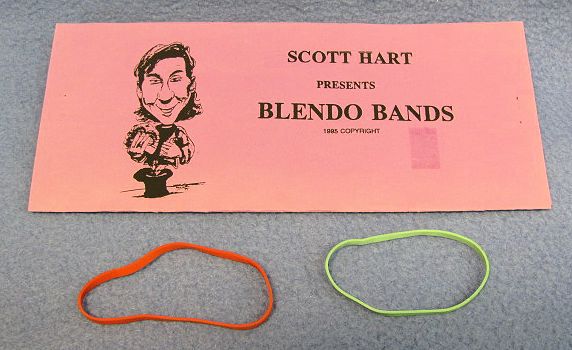 SCOTT HART
PRESENTS
BLENDO BANDS
1995 COPYRIGHT